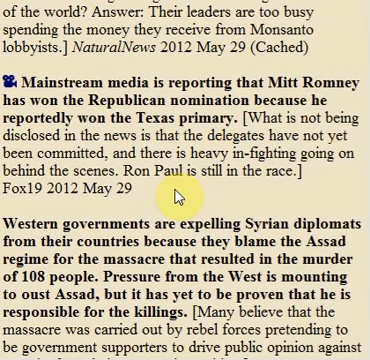 of the world? Answer: Their leaders are too busy
spending the money they receive from Monsanto
lobbyists.] NaturalNews 2012 May 29 (Cached)
Mainstream media is reporting that Mitt Romney
has won the Republican nomination because he
reportedly won the Texas primary. [What is not being
disclosed in the news is that the delegates have not yet
been committed, and there is heavy in-fighting going on
behind the scenes. Ron Paul is still in the race.]
Fox19 2012 May 29
Western governments are expelling Syrian diplomats
from their countries because they blame the Assad
regime for the massacre that resulted in the murder
of 108 people. Pressure from the West is mounting
to oust Assad, but it has yet to be proven that he is
responsible for the killings. [Many believe that the
massacre was carried out by rebel forces pretending to
be government supporters to drive public opinion against